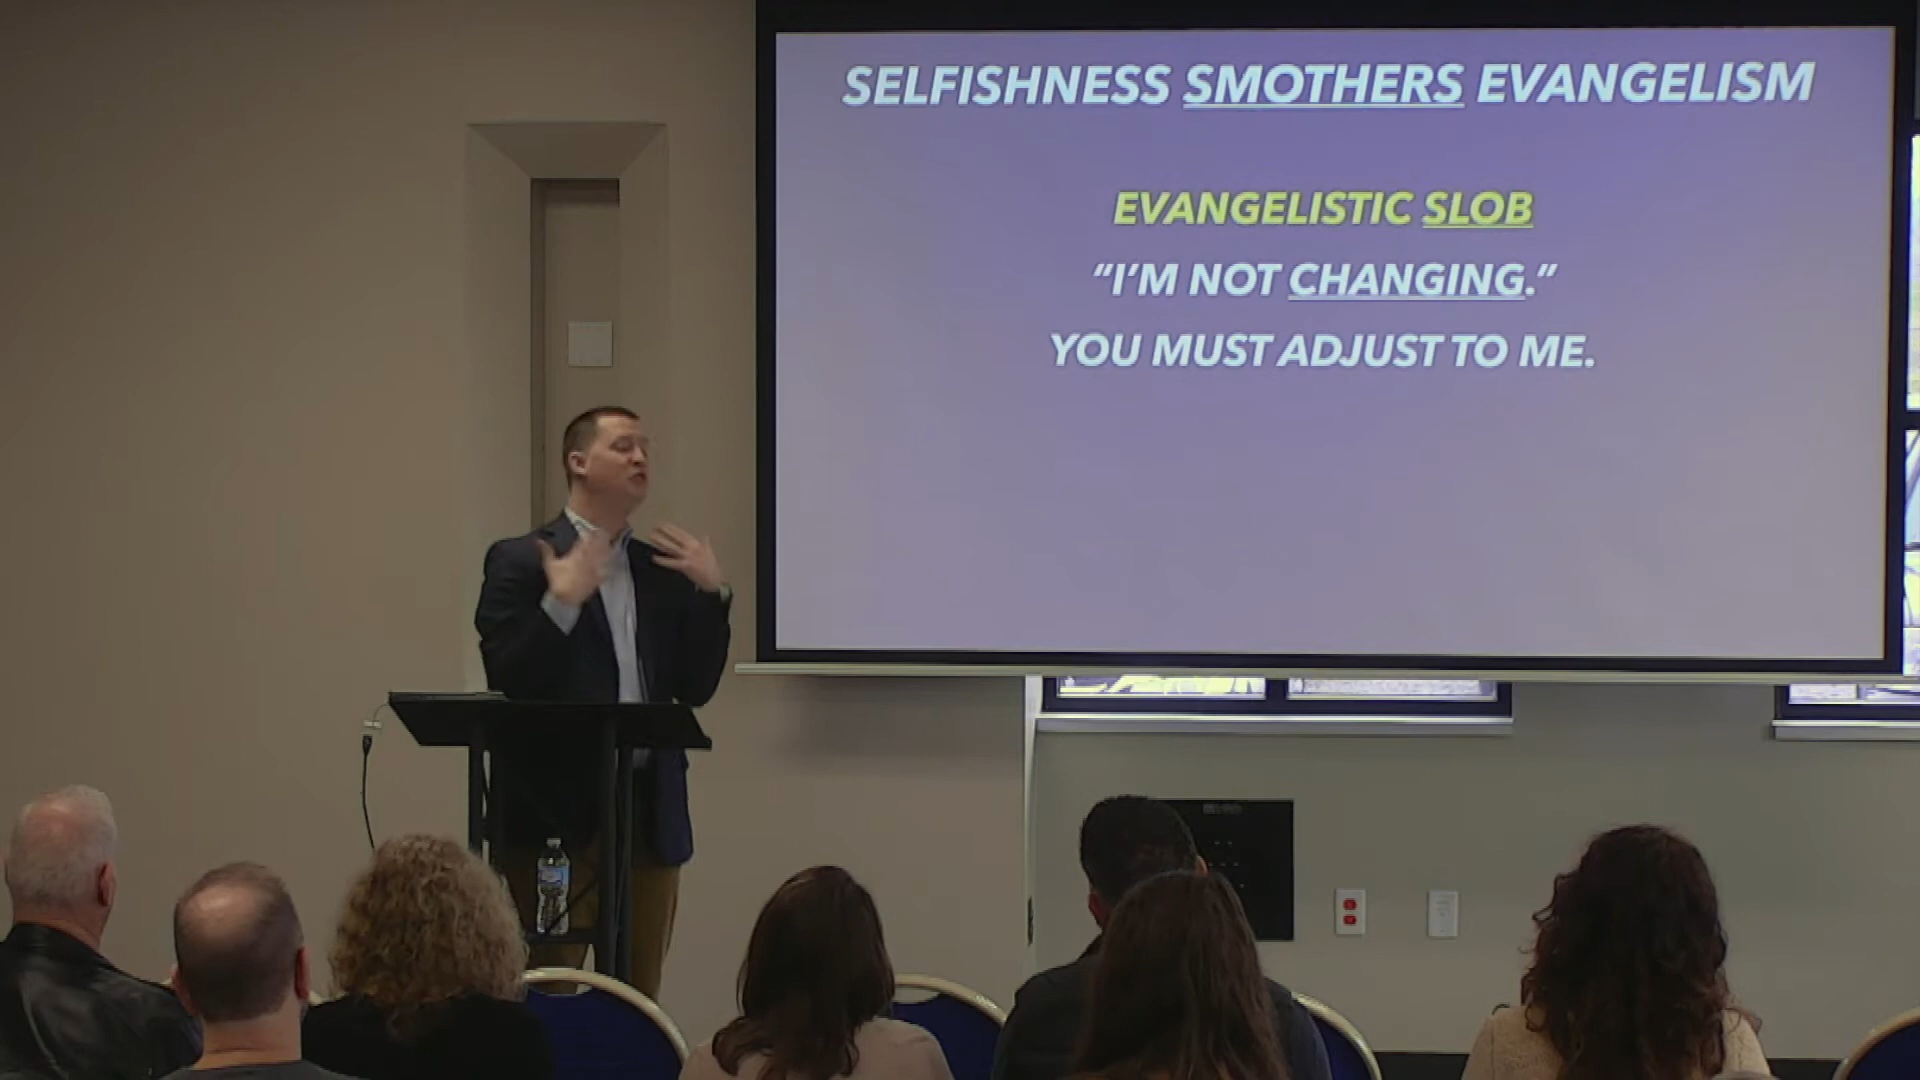 SELFISHNESS SMOTHERS EVANGELISM
EVANGELISTIC SLOB
“I’M NOT CHANGING.”
YOU MUST ADJUST TO ME.